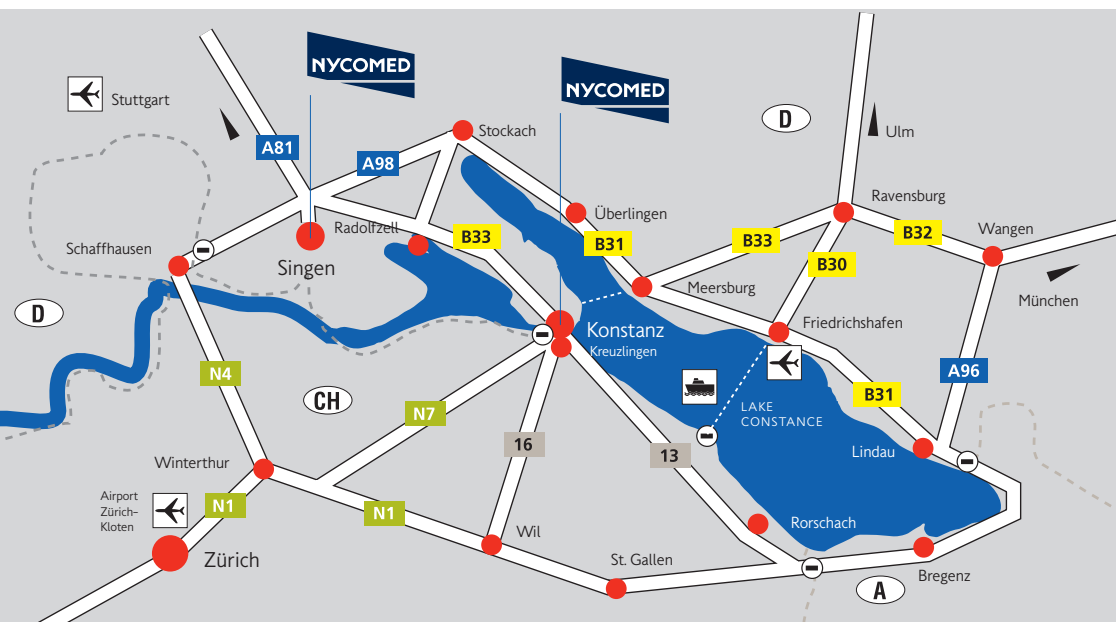 NYCOMED
NYCOMED
Stuttgart
D
Ulm
Stockach
A81
A98
Ravensburg
Überlingen
Radolfzell
B33
B31
B33
B32
Wangen
Schaffhausen
Singen
B30
Meersburg
München
D
Konstanz
Kreuzlingen
Friedrichshafen
N4
A96
CH
N7
LAKE
CONSTANCE
B31
16
13
Lindau
Winterthur
Airport
Zürich–
Kloten
N1
N1
Rorschach
Wil
Zürich
St. Gallen
Bregenz
A